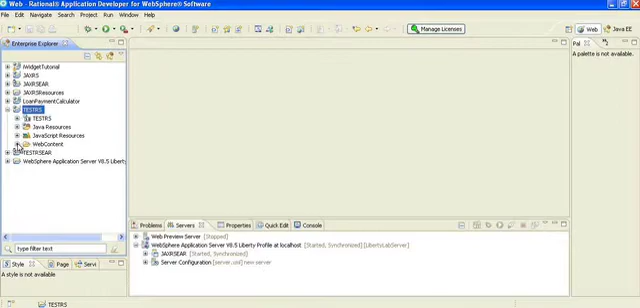 Web - Rational® Application Developer for WebSphere® Software
File Edit Navigate Search Project Run Window Help
Manage Licenses
Web Java EE
Enterprise Explorer
iWidgetTutorial
JAXRS
JAXRSEAR
JAXRSResources
LoanPaymentCalculator
TESTRS
TESTRS
Java Resources
JavaScript Resources
WebContent
TESTRSEAR
WebSphere Application Server V8.5 Liberty
type filter text
Style Page Servi
A style is not available
Pal
A palette is not available.
Problems Servers Properties Quick Edit Console
Web Preview Server [Stopped]
WebSphere Application Server V8.5 Liberty Profile at localhost [Started, Synchronized] [LibertyLabServer]
JAXRSEAR [Started, Synchronized]
Server Configuration [server.xml] new server
TESTRS